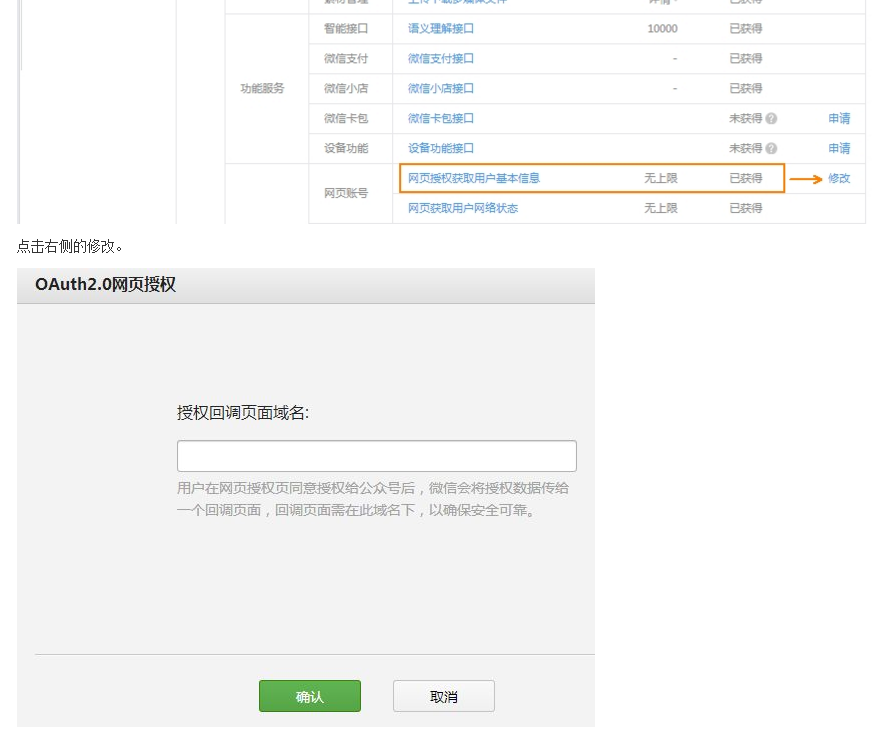 智能接口 语义理解接口 10000 已获得
微信支付 微信支付接口 - 已获得
功能服务 微信小店 微信小店接口 - 已获得
微信卡包 微信卡包接口 未获得 ? 申请
设备功能 设备功能接口 未获得 ? 申请
网页授权获取用户基本信息 无上限 已获得 修改
网页账号
网页获取用户网络状态 无上限 已获得
点击右侧的修改。
OAuth2.0网页授权
授权回调页面域名:
用户在网页授权页同意授权给公众号后，微信会将授权数据传给
一个回调页面，回调页面需在此域名下，以确保安全可靠。
确认 取消